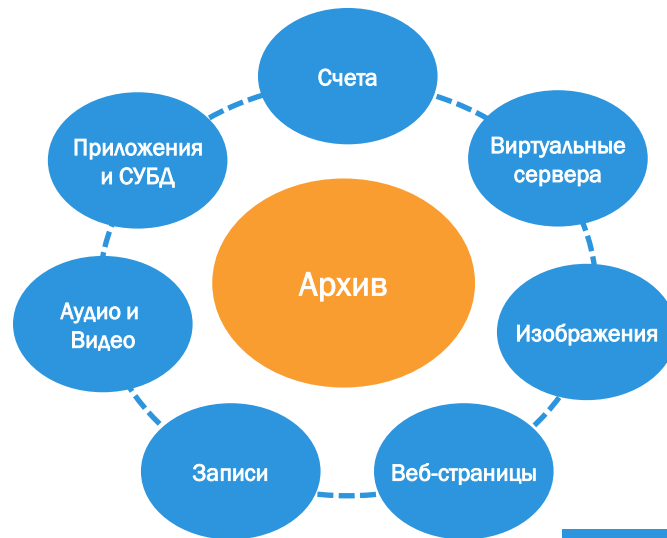 Счета
Приложения
и СУБД
Виртуальные
сервера
Архив
Аудио и
Видео
Изображения
Записи
Веб-страницы